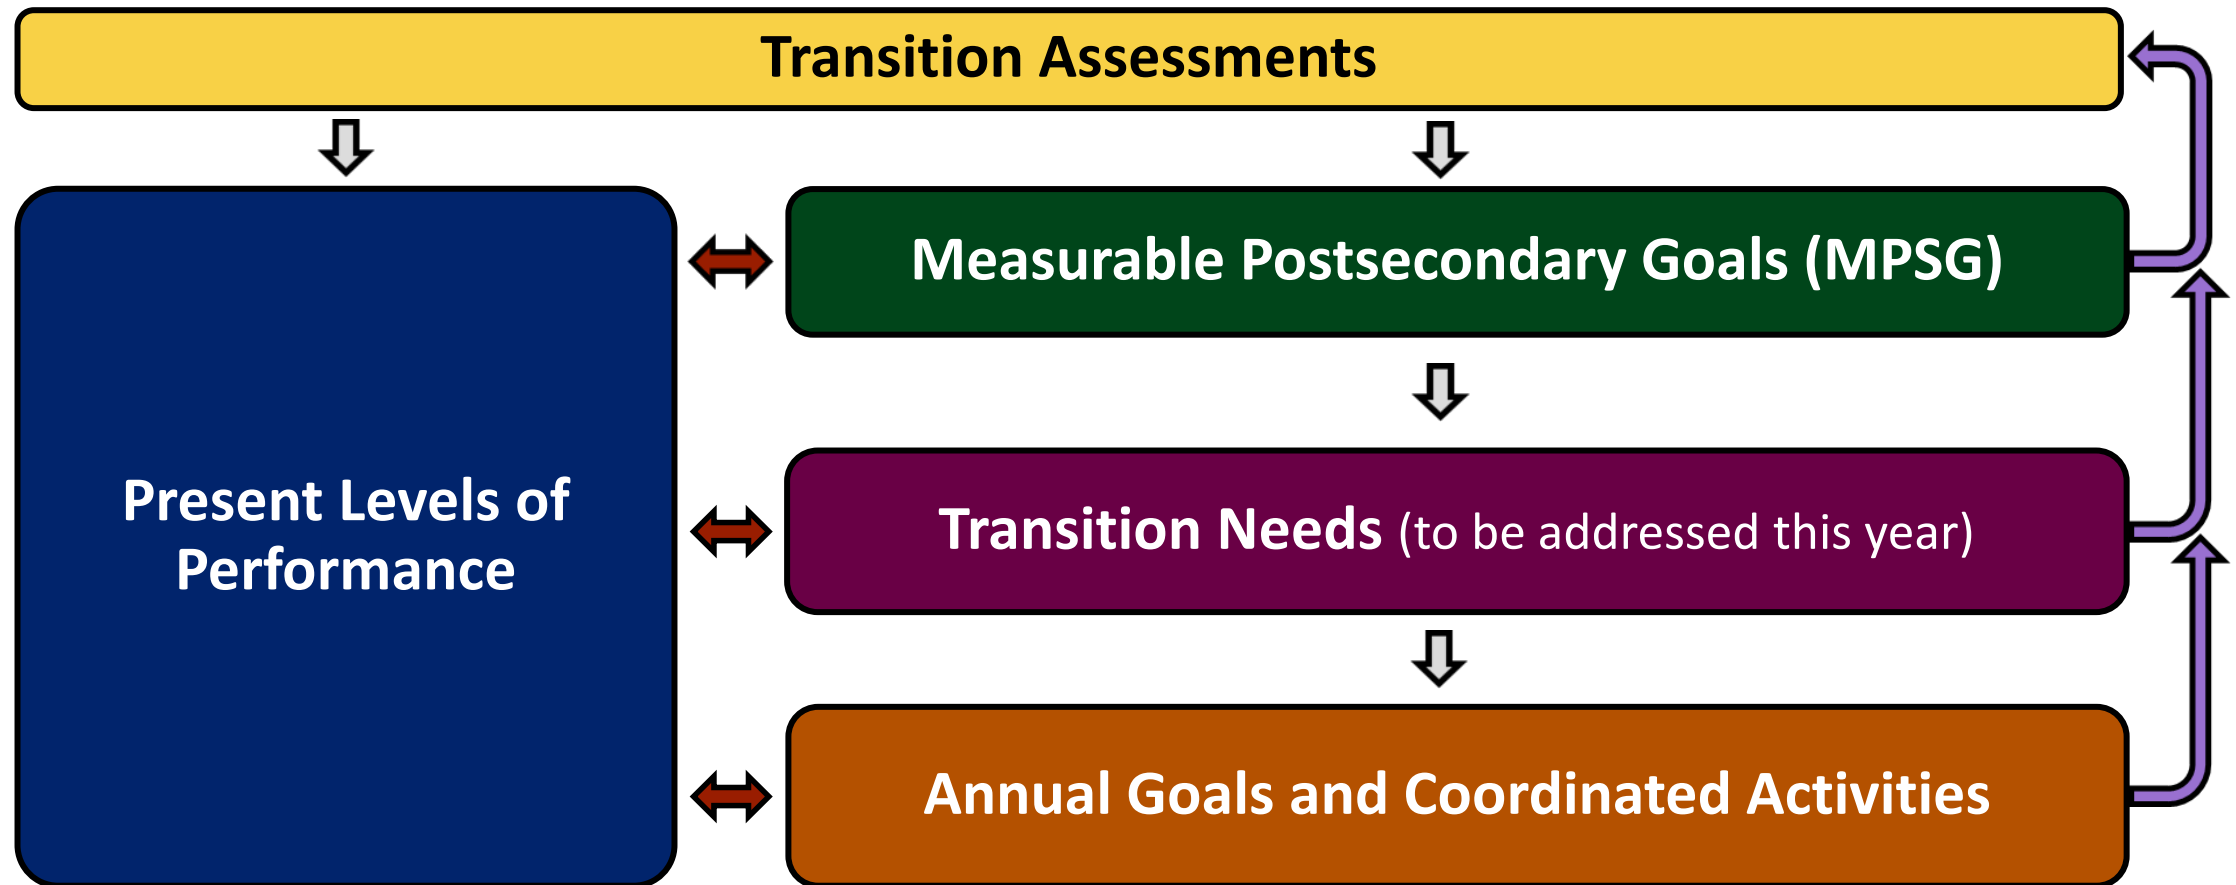 Transition Assessments
Present Levels of
Performance
Measurable Postsecondary Goals (MPSG)
Transition Needs (to be addressed this year)
Annual Goals and Coordinated Activities